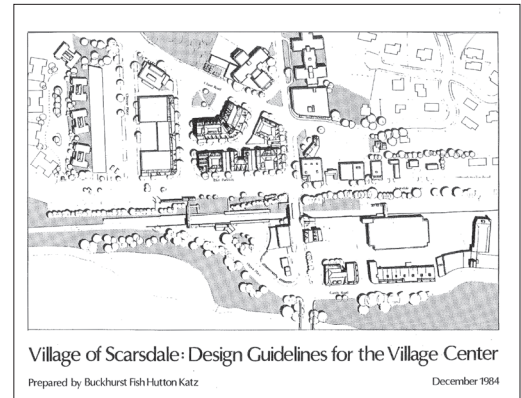 Village of Scarsdale: Design Guidelines for the Village Center
Prepared by Buckhurst Fish Hutton Katz
December 1984